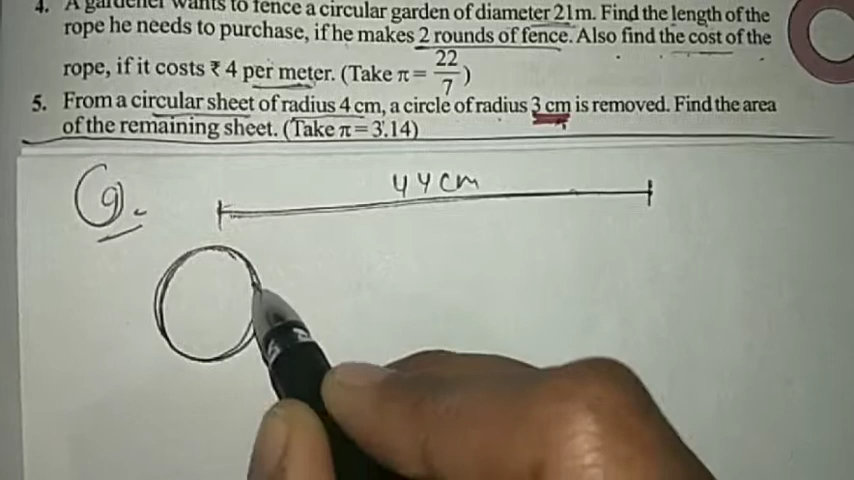 4. A gardener wants to fence a circular garden of diameter 21m. Find the length of the
rope he needs to purchase, if he makes 2 rounds of fence. Also find the cost of the
rope, if it costs ₹ 4 per meter. (Take π = 22/7)
5. From a circular sheet of radius 4 cm, a circle of radius 3 cm is removed. Find the area
of the remaining sheet. (Take π = 3.14)
9. 44 cm